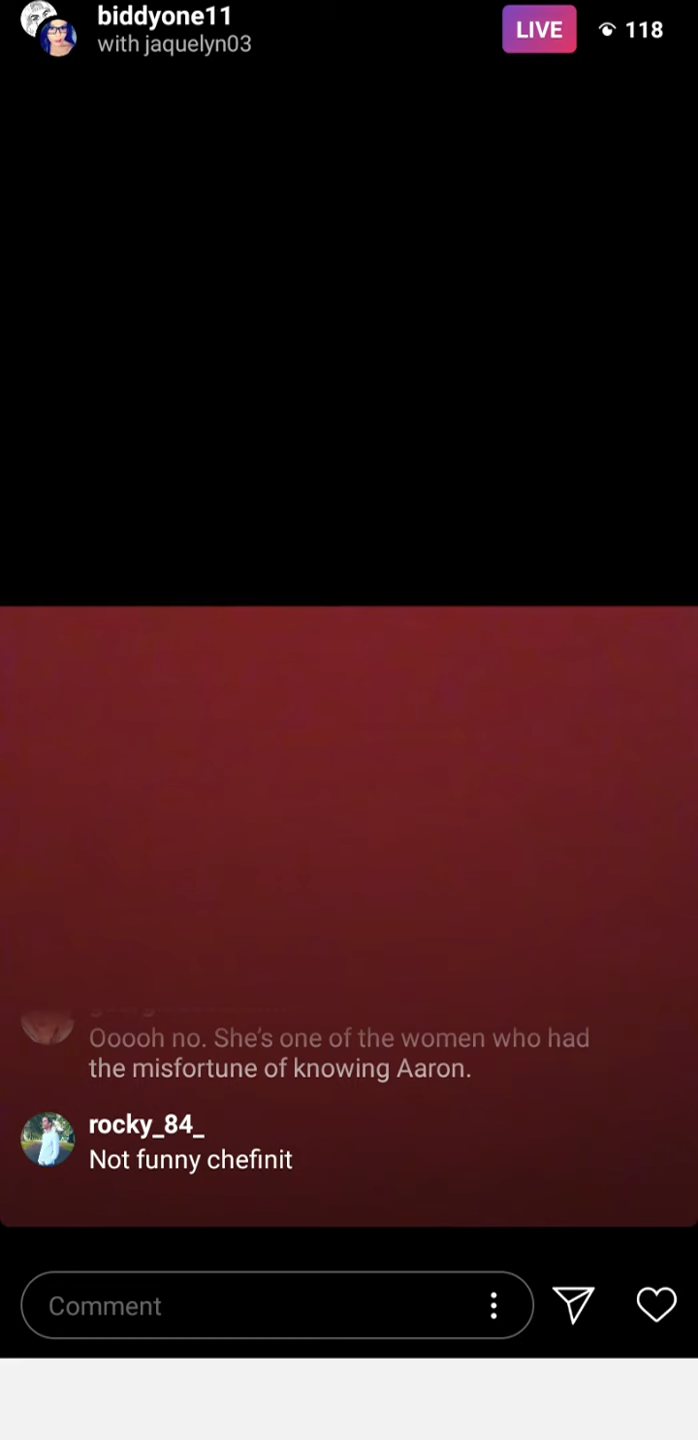 biddyone11
with jaquelyn03
LIVE
118
Ooooh no. She's one of the women who had
the misfortune of knowing Aaron.
rocky_84_
Not funny chefinit
Comment